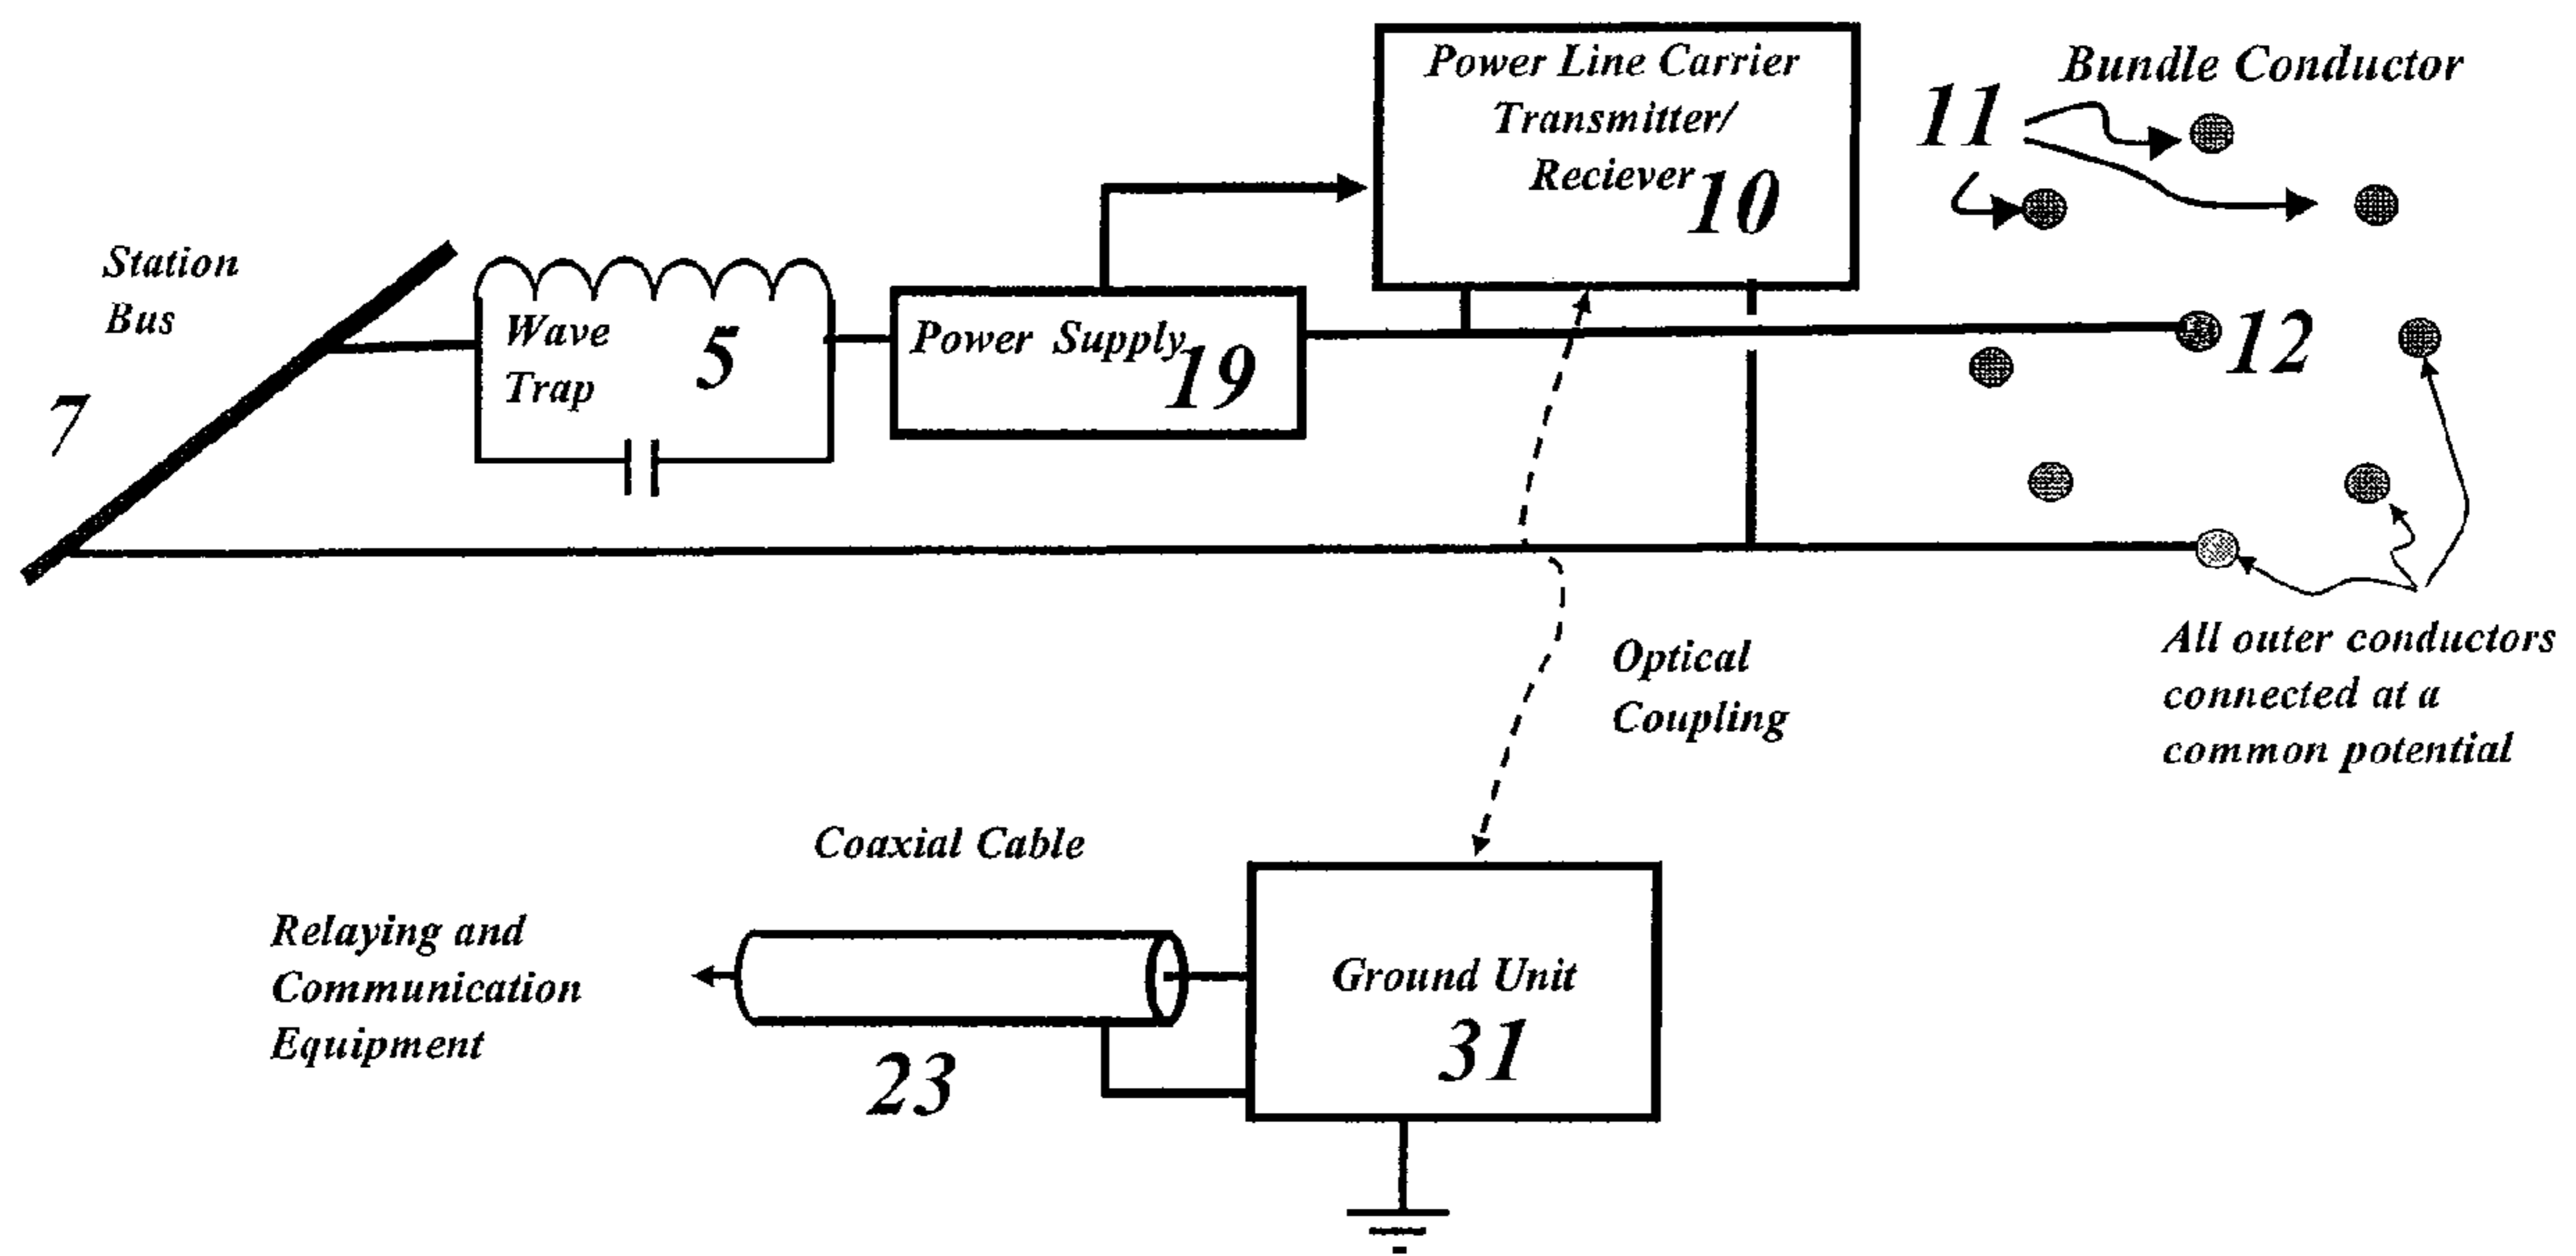 Power Line Carrier
Transmitter/
Reciever 10
Bundle Conductor
11
Station
Bus
7
Wave
Trap
5
Power Supply 19
12
Optical
Coupling
All outer conductors
connected at a
common potential
Coaxial Cable
Relaying and
Communication
Equipment
23
Ground Unit
31